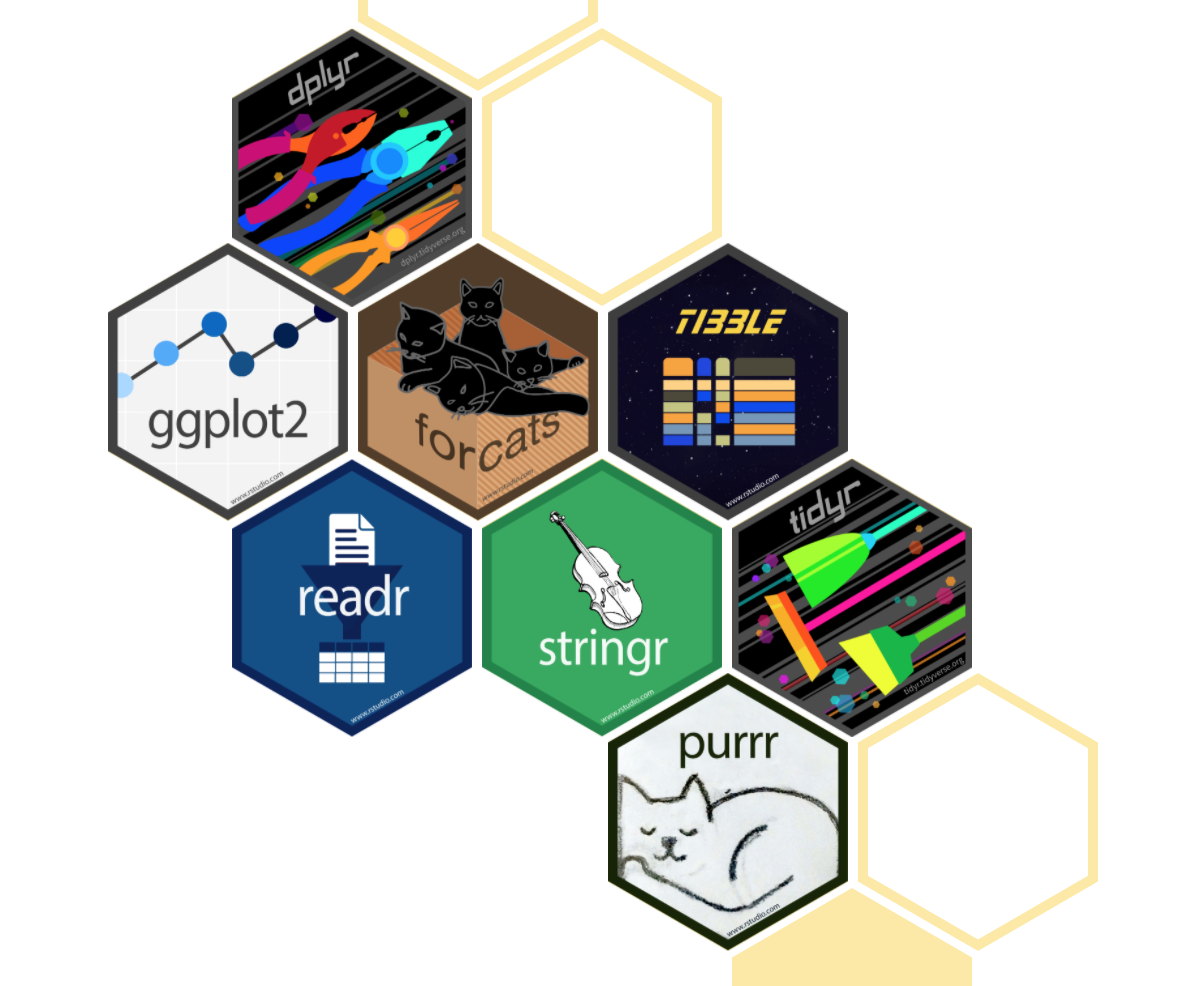 dplyr
dplyr.tidyverse.org
ggplot2
www.rstudio.com
forcats
www.rstudio.com
TIBBLE
www.rstudio.com
readr
www.rstudio.com
stringr
www.rstudio.com
tidyr
tidyr.tidyverse.org
purrr
www.rstudio.com